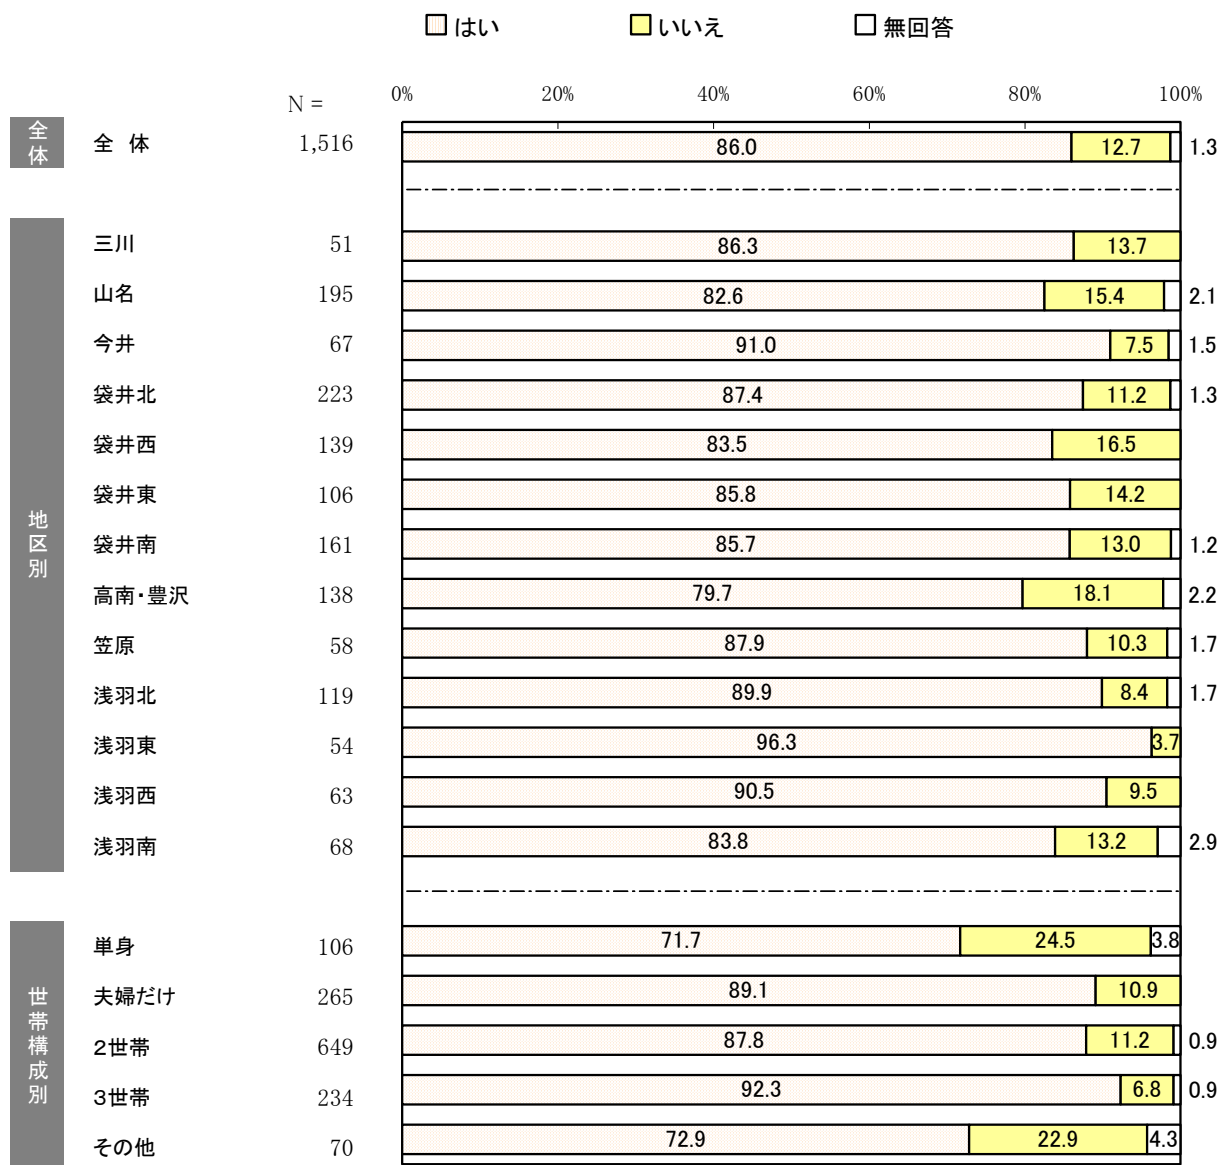 はい いいえ 無回答
N = 0% 20% 40% 60% 80% 100%
全体
全 体 1,516 86.0 12.7 1.3
地区別
三川 51 86.3 13.7
山名 195 82.6 15.4 2.1
今井 67 91.0 7.5 1.5
袋井北 223 87.4 11.2 1.3
袋井西 139 83.5 16.5
袋井東 106 85.8 14.2
袋井南 161 85.7 13.0 1.2
高南・豊沢 138 79.7 18.1 2.2
笠原 58 87.9 10.3 1.7
浅羽北 119 89.9 8.4 1.7
浅羽東 54 96.3 3.7
浅羽西 63 90.5 9.5
浅羽南 68 83.8 13.2 2.9
世帯構成別
単身 106 71.7 24.5 3.8
夫婦だけ 265 89.1 10.9
2世帯 649 87.8 11.2 0.9
3世帯 234 92.3 6.8 0.9
その他 70 72.9 22.9 4.3